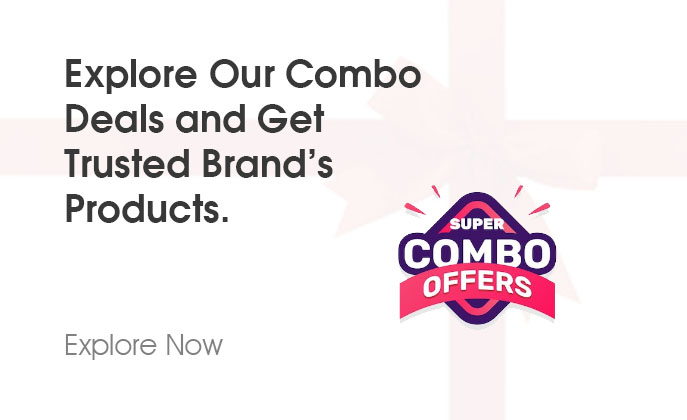 Explore Our Combo
Deals and Get
Trusted Brand’s
Products.
SUPER
COMBO
OFFERS
Explore Now